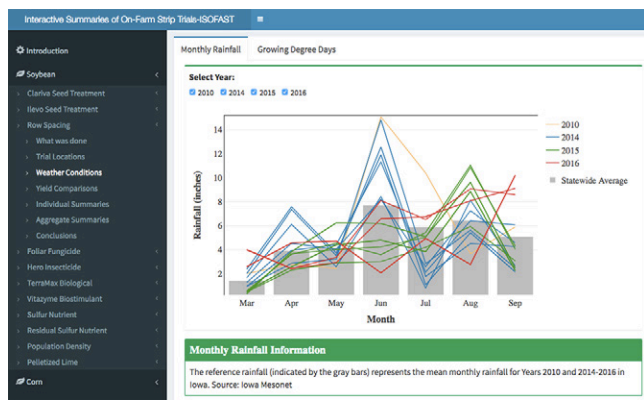 Interactive Summaries of On-Farm Strip Trials-ISOFAST
Introduction
Soybean
Clariva Seed Treatment
Ilevo Seed Treatment
Row Spacing
What was done
Trial Locations
Weather Conditions
Yield Comparisons
Individual Summaries
Aggregate Summaries
Conclusions
Foliar Fungicide
Hero Insecticide
TerraMax Biological
Vitazyme Biostimulant
Sulfur Nutrient
Residual Sulfur Nutrient
Population Density
Pelletized Lime
Corn
Monthly Rainfall Growing Degree Days
Select Year:
2010 2014 2015 2016
Rainfall (inches)
14
12
10
8
6
4
2
Mar Apr May Jun Jul Aug Sep
Month
2010
2014
2015
2016
Statewide Average
Monthly Rainfall Information
The reference rainfall (indicated by the gray bars) represents the mean monthly rainfall for Years 2010 and 2014-2016 in
Iowa. Source: Iowa Mesonet